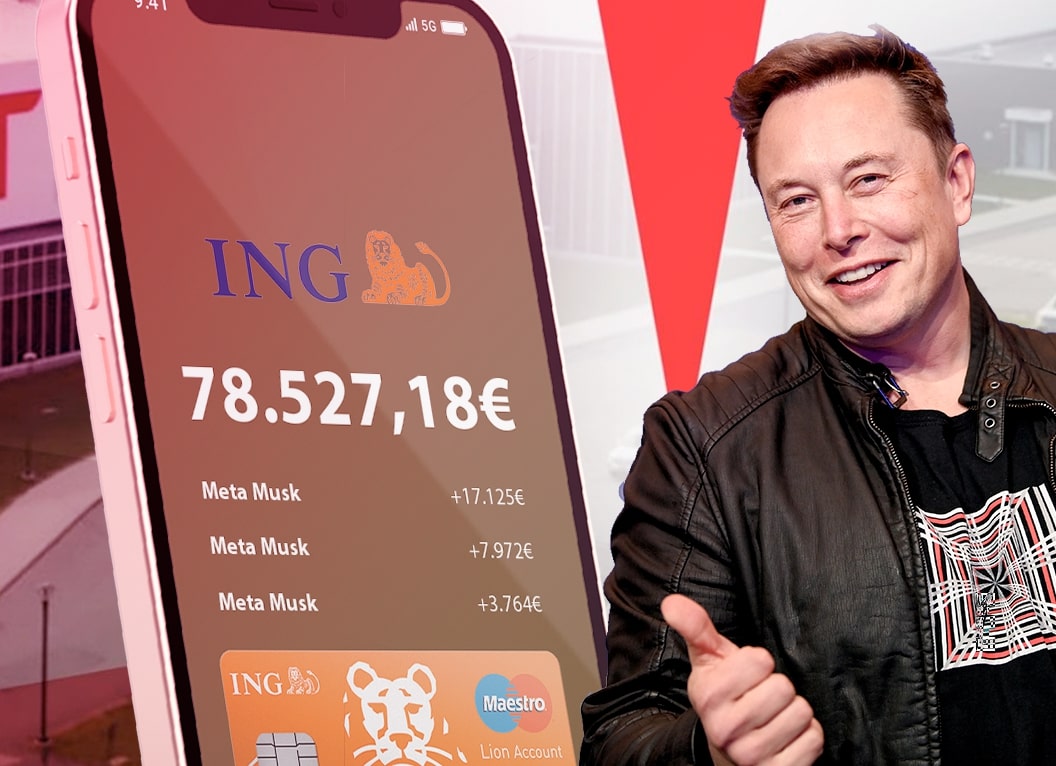 9:41
5G
ING
78.527,18€
Meta Musk +17.125€
Meta Musk +7.972€
Meta Musk +3.764€
ING
Maestro
Lion Account